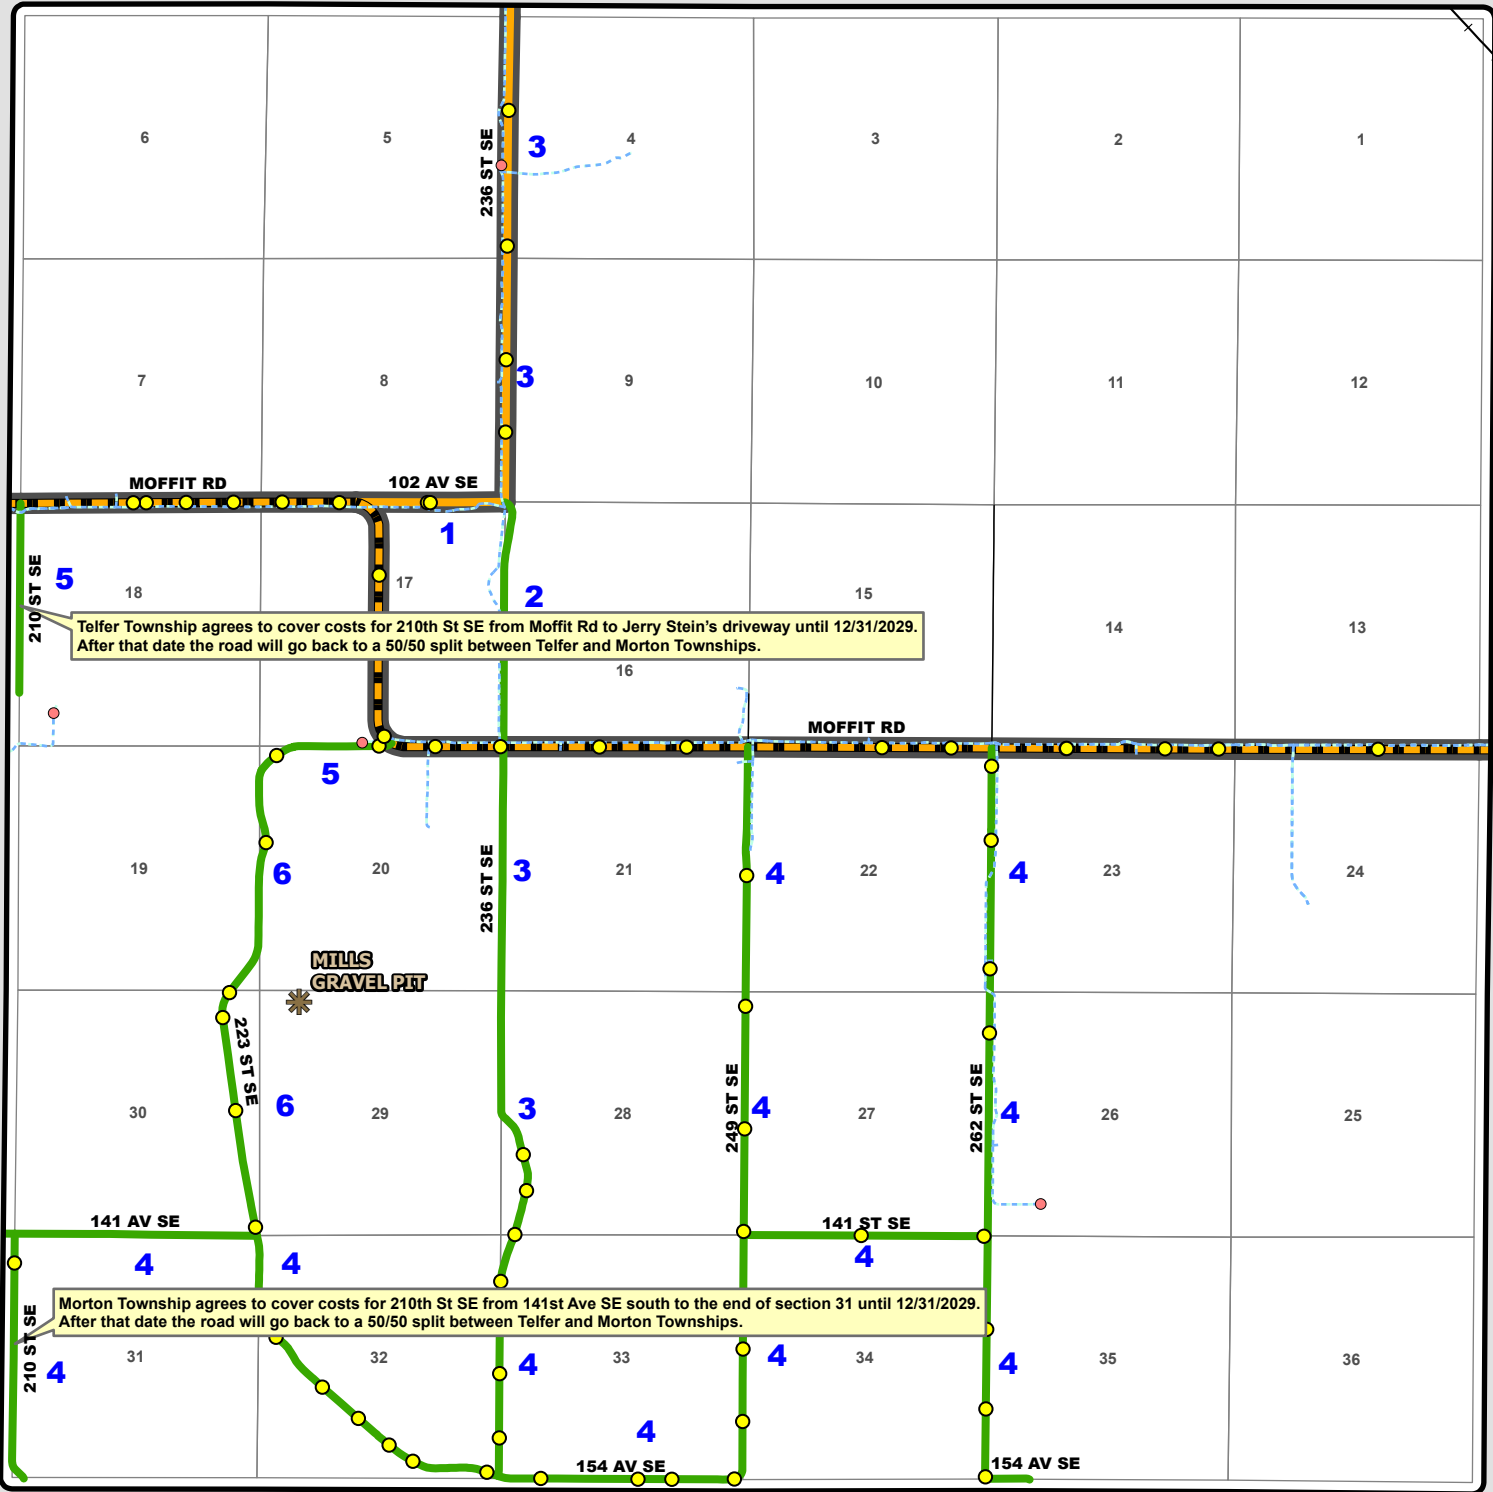 236 ST SE
3
6
5
4
3
2
1
3
7
8
9
10
11
12
MOFFIT RD
102 AV SE
1
210 ST SE
5
18
17
2
15
14
13
Telfer Township agrees to cover costs for 210th St SE from Moffit Rd to Jerry Stein's driveway until 12/31/2029.
After that date the road will go back to a 50/50 split between Telfer and Morton Townships.
16
MOFFIT RD
5
19
6
20
236 ST SE
3
21
4
22
4
23
24
MILLS
GRAVEL PIT
223 ST SE
30
6
29
3
28
249 ST SE
4
27
262 ST SE
4
26
25
141 AV SE
141 ST SE
4
4
4
Morton Township agrees to cover costs for 210th St SE from 141st Ave SE south to the end of section 31 until 12/31/2029.
After that date the road will go back to a 50/50 split between Telfer and Morton Townships.
210 ST SE
4
31
32
4
33
4
34
4
35
36
4
154 AV SE
154 AV SE